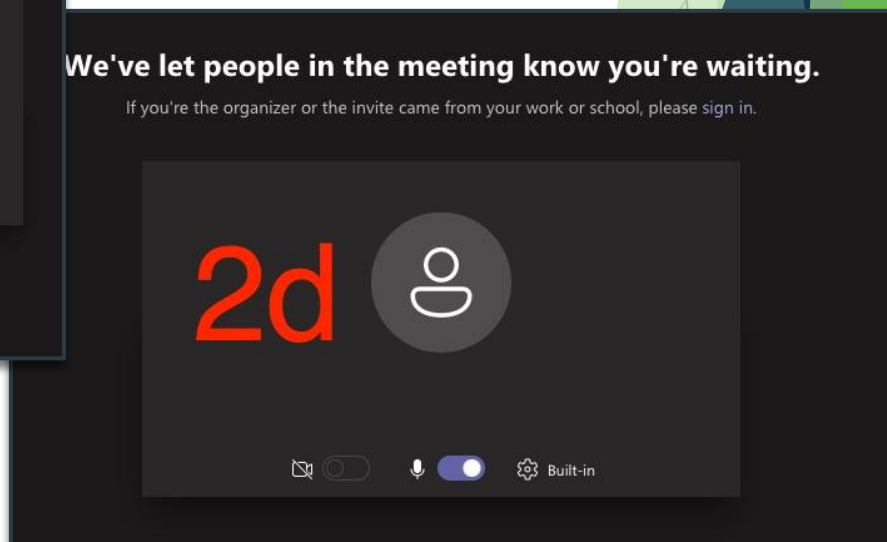 We've let people in the meeting know you're waiting.
If you're the organizer or the invite came from your work or school, please sign in.
2d
Built-in